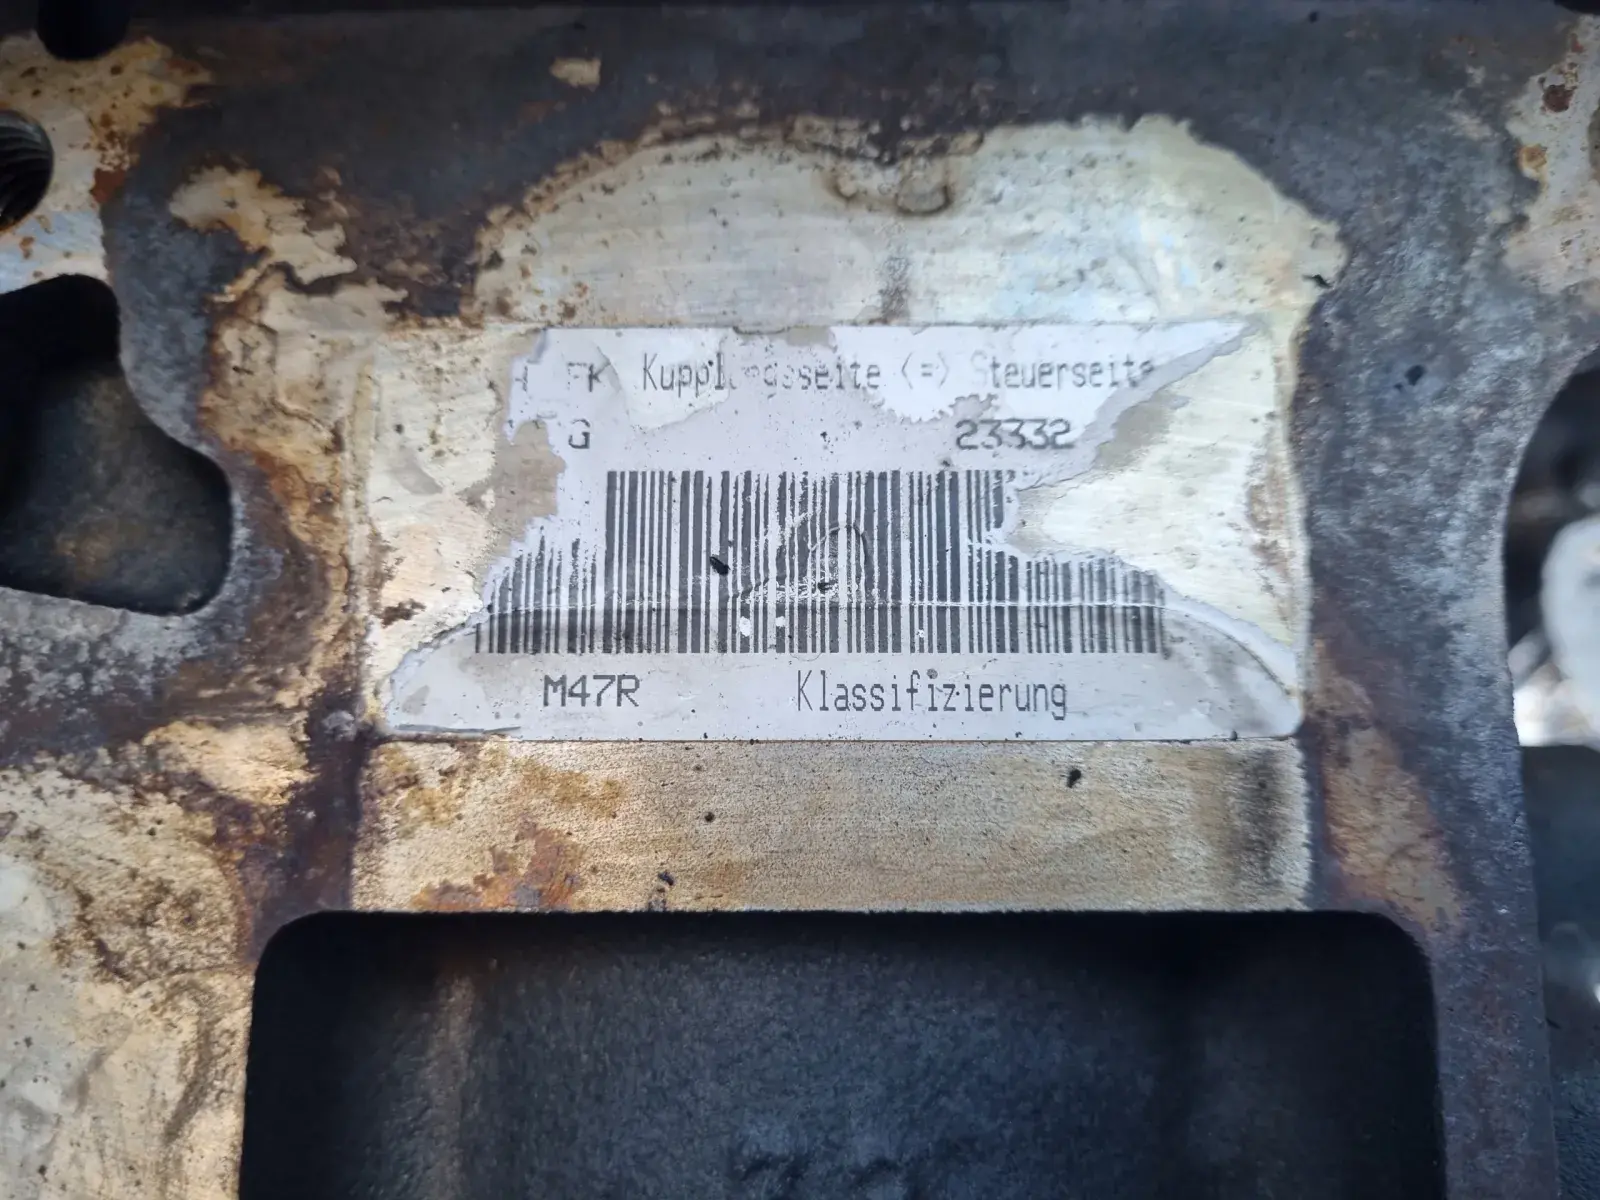 FK Kupplungsseite <=> Steuerseite
G 23332
M47R Klassifizierung